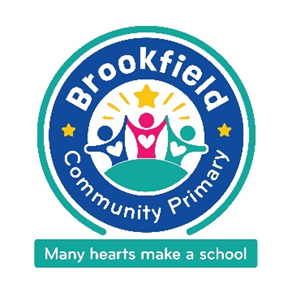 Brookfield
Community Primary
Many hearts make a school